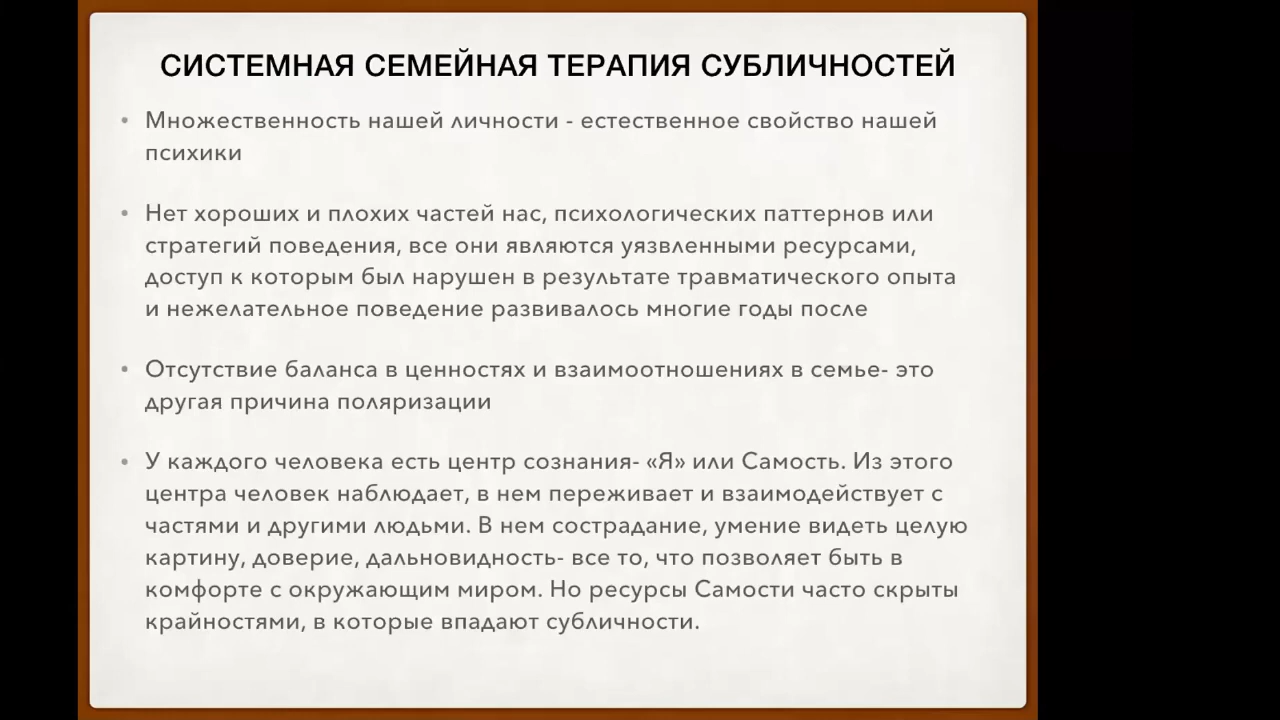 СИСТЕМНАЯ СЕМЕЙНАЯ ТЕРАПИЯ СУБЛИЧНОСТЕЙ
• Множественность нашей личности - естественное свойство нашей
психики
• Нет хороших и плохих частей нас, психологических паттернов или
стратегий поведения, все они являются уязвленными ресурсами,
доступ к которым был нарушен в результате травматического опыта
и нежелательное поведение развивалось многие годы после
• Отсутствие баланса в ценностях и взаимоотношениях в семье- это
другая причина поляризации
• У каждого человека есть центр сознания- «Я» или Самость. Из этого
центра человек наблюдает, в нем переживает и взаимодействует с
частями и другими людьми. В нем сострадание, умение видеть целую
картину, доверие, дальновидность- все то, что позволяет быть в
комфорте с окружающим миром. Но ресурсы Самости часто скрыты
крайностями, в которые впадают субличности.